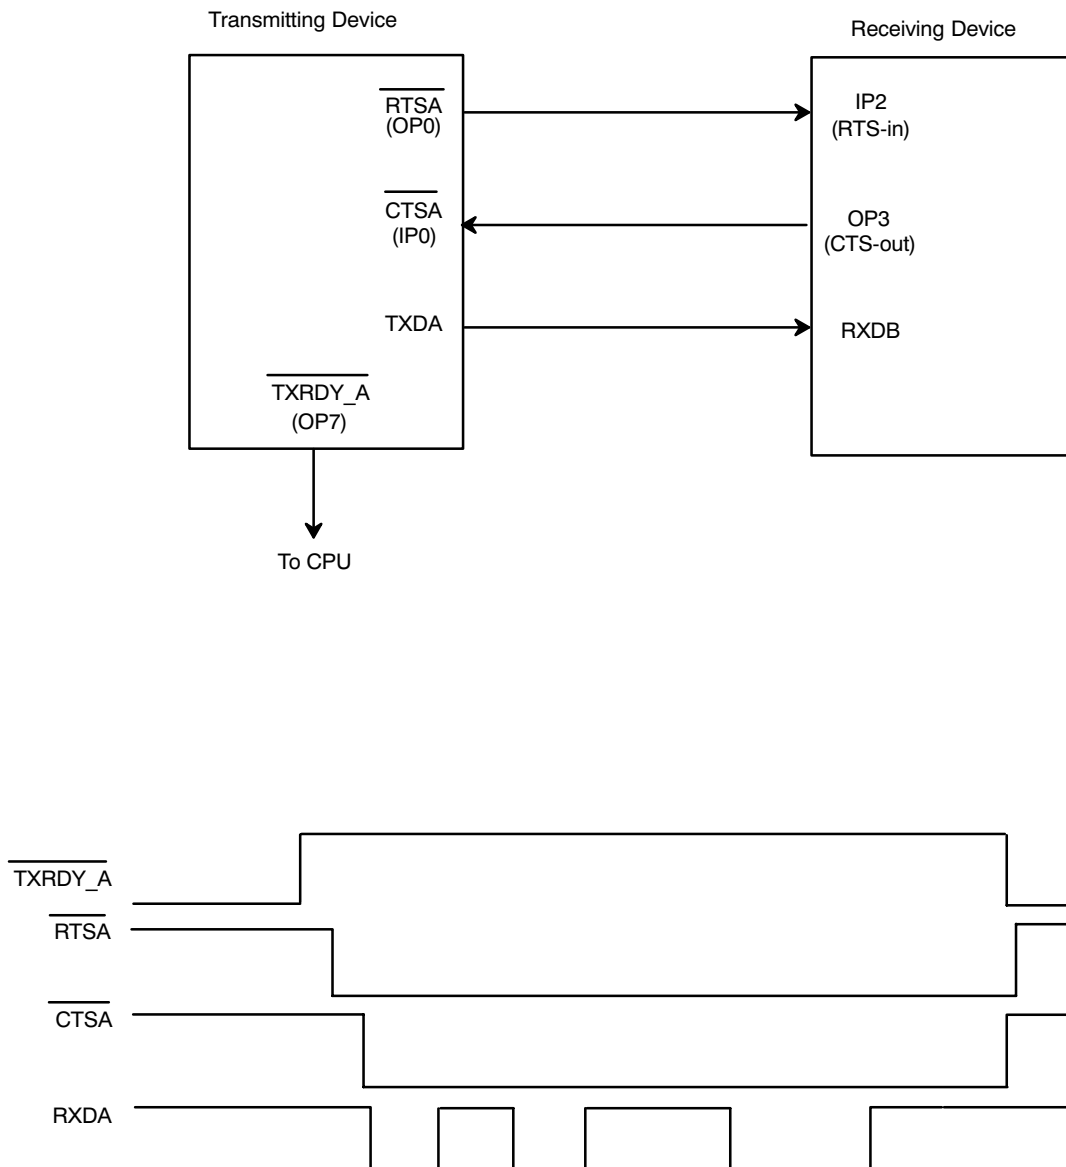 Transmitting Device
Receiving Device
RTSA
(OP0)
IP2
(RTS-in)
CTSA
(IP0)
OP3
(CTS-out)
TXDA
RXDB
TXRDY_A
(OP7)
To CPU
TXRDY_A
RTSA
CTSA
RXDA